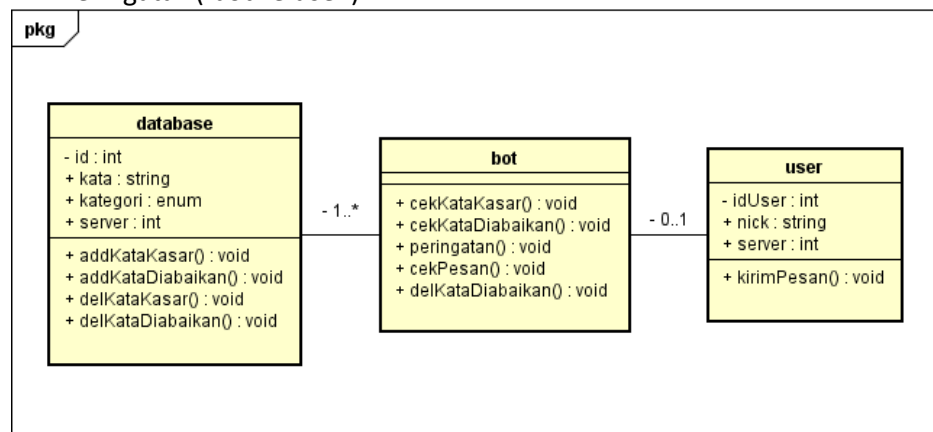 pkg
database
- id : int
+ kata : string
+ kategori : enum
+ server : int
+ addKataKasar() : void
+ addKataDiabaikan() : void
+ delKataKasar() : void
+ delKataDiabaikan() : void
- 1..*
bot
+ cekKataKasar() : void
+ cekKataDiabaikan() : void
+ peringatan() : void
+ cekPesan() : void
+ delKataDiabaikan() : void
- 0..1
user
- idUser : int
+ nick : string
+ server : int
+ kirimPesan() : void